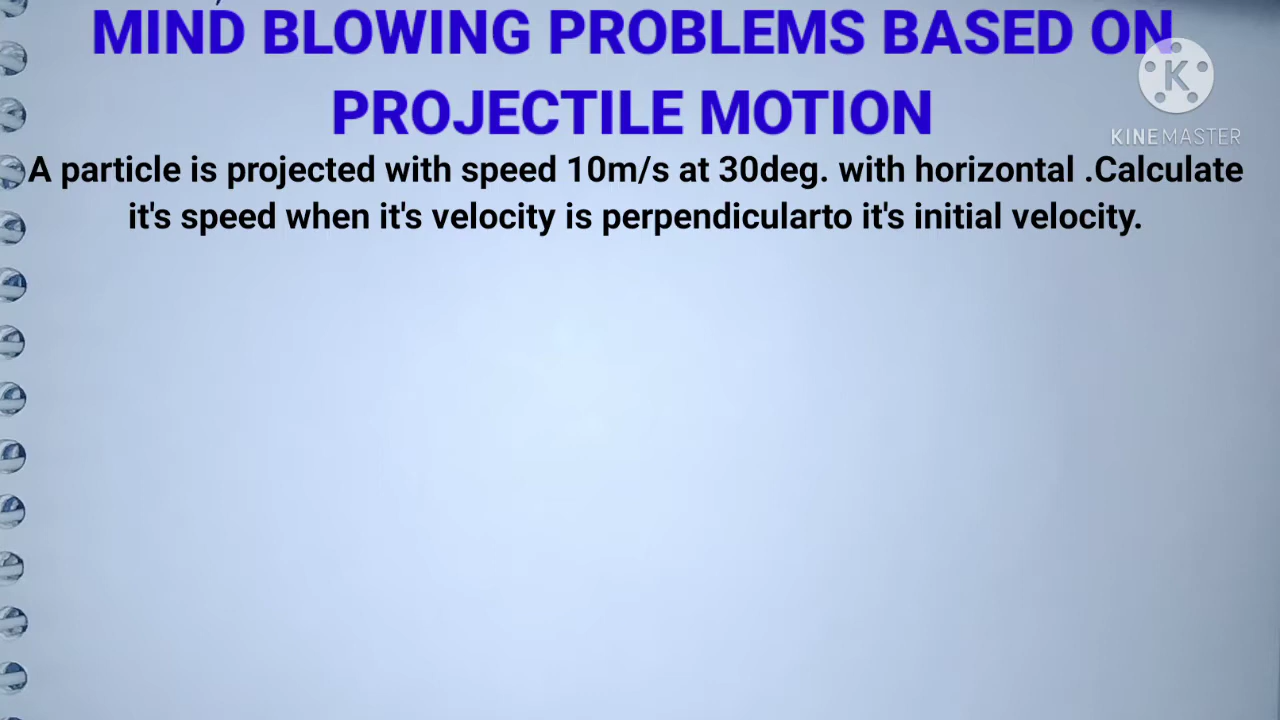 MIND BLOWING PROBLEMS BASED ON
PROJECTILE MOTION
KINEMASTER
A particle is projected with speed 10m/s at 30deg. with horizontal .Calculate
it's speed when it's velocity is perpendicularto it's initial velocity.